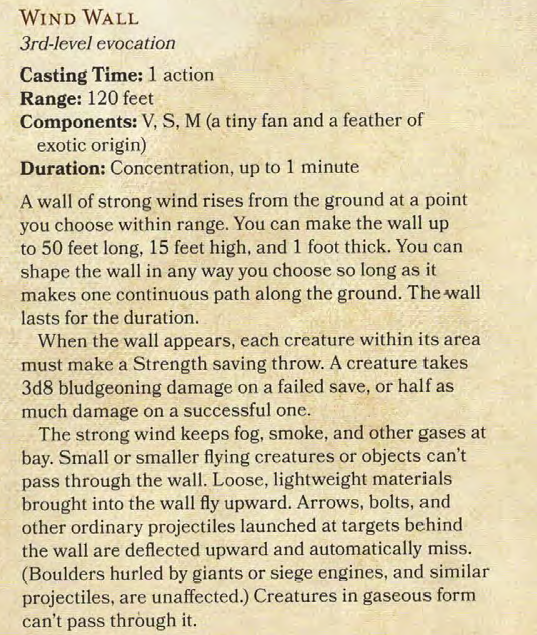 WIND WALL
3rd-level evocation
Casting Time: 1 action
Range: 120 feet
Components: V, S, M (a tiny fan and a feather of
exotic origin)
Duration: Concentration, up to 1 minute
A wall of strong wind rises from the ground at a point
you choose within range. You can make the wall up
to 50 feet long, 15 feet high, and 1 foot thick. You can
shape the wall in any way you choose so long as it
makes one continuous path along the ground. The wall
lasts for the duration.
When the wall appears, each creature within its area
must make a Strength saving throw. A creature takes
3d8 bludgeoning damage on a failed save, or half as
much damage on a successful one.
The strong wind keeps fog, smoke, and other gases at
bay. Small or smaller flying creatures or objects can't
pass through the wall. Loose, lightweight materials
brought into the wall fly upward. Arrows, bolts, and
other ordinary projectiles launched at targets behind
the wall are deflected upward and automatically miss.
(Boulders hurled by giants or siege engines, and similar
projectiles, are unaffected.) Creatures in gaseous form
can't pass through it.